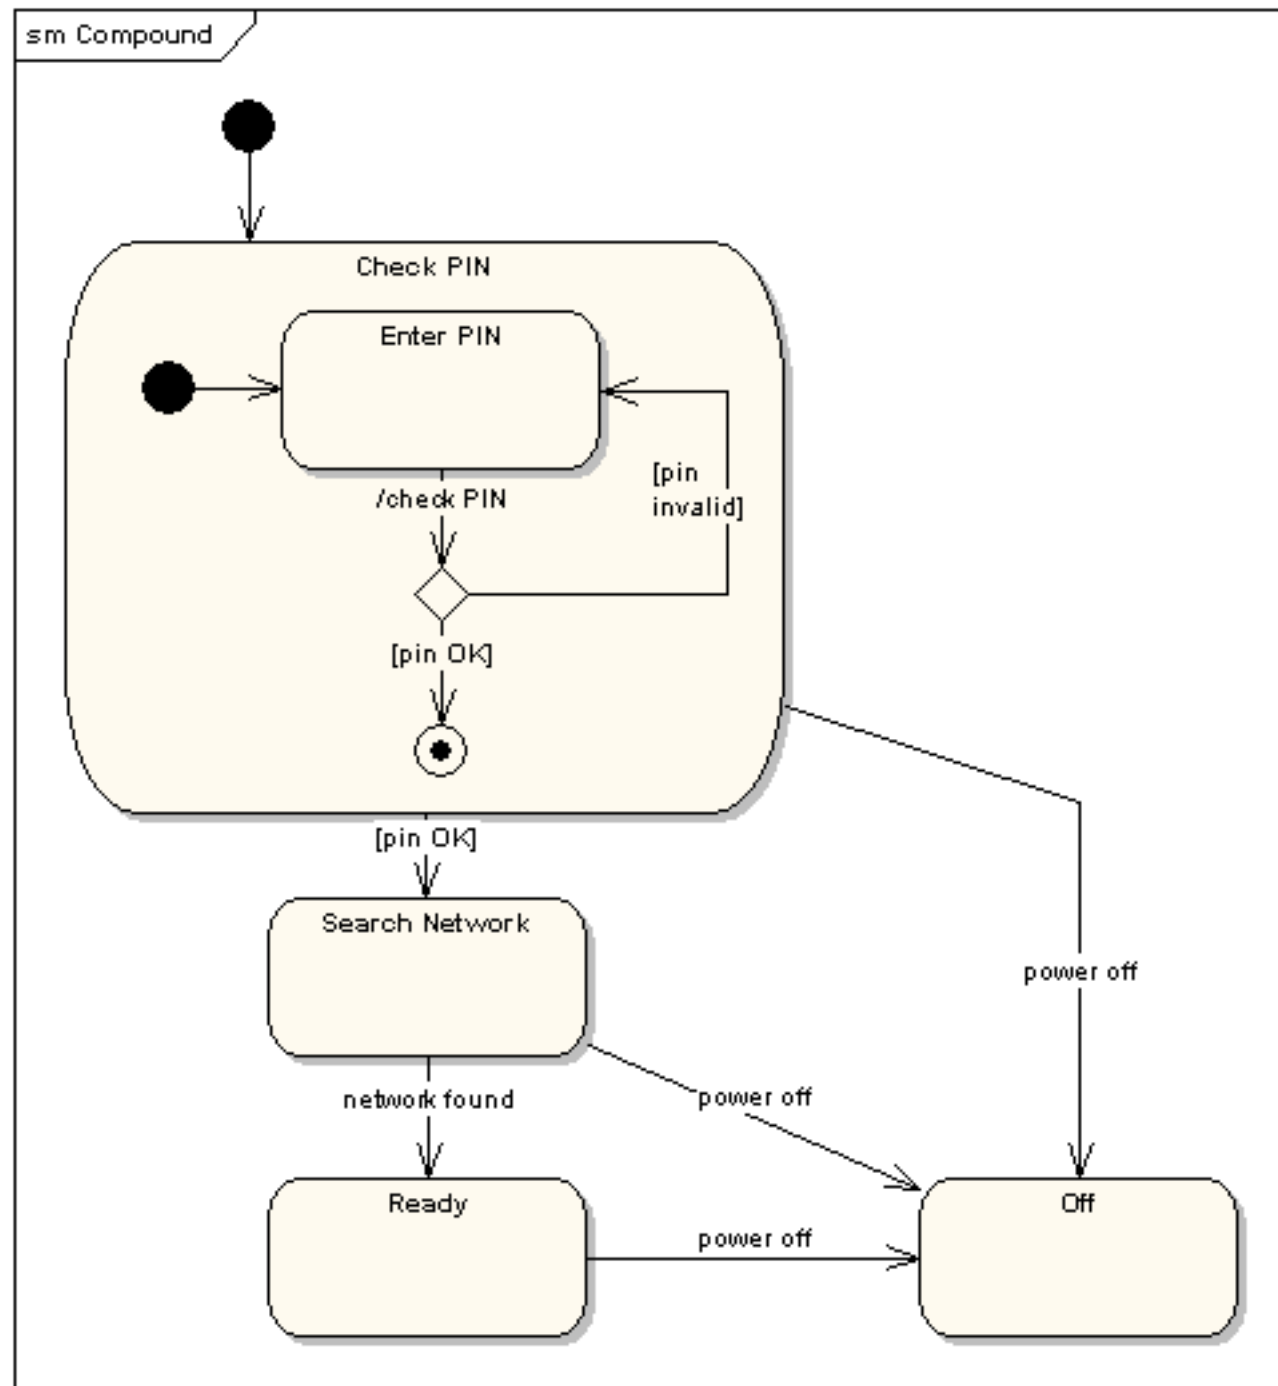 sm Compound
Check PIN
Enter PIN
[pin
invalid]
/check PIN
[pin OK]
[pin OK]
Search Network
power off
network found
power off
Ready
Off
power off